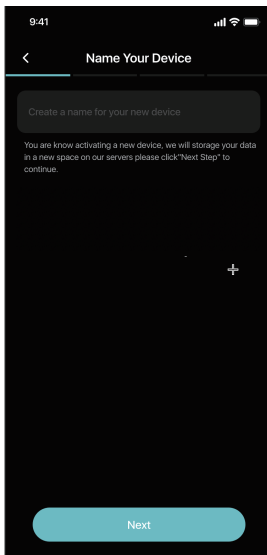 9:41
Name Your Device
Create a name for your new device
You are know activating a new device, we will storage your data
in a new space on our servers please click"Next Step" to
continue.
Next